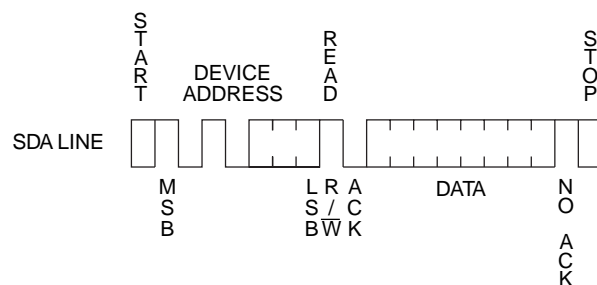 START
DEVICE
ADDRESS
READ
STOP
SDA LINE
MSB
LSB
R/W̅
ACK
DATA
NO ACK